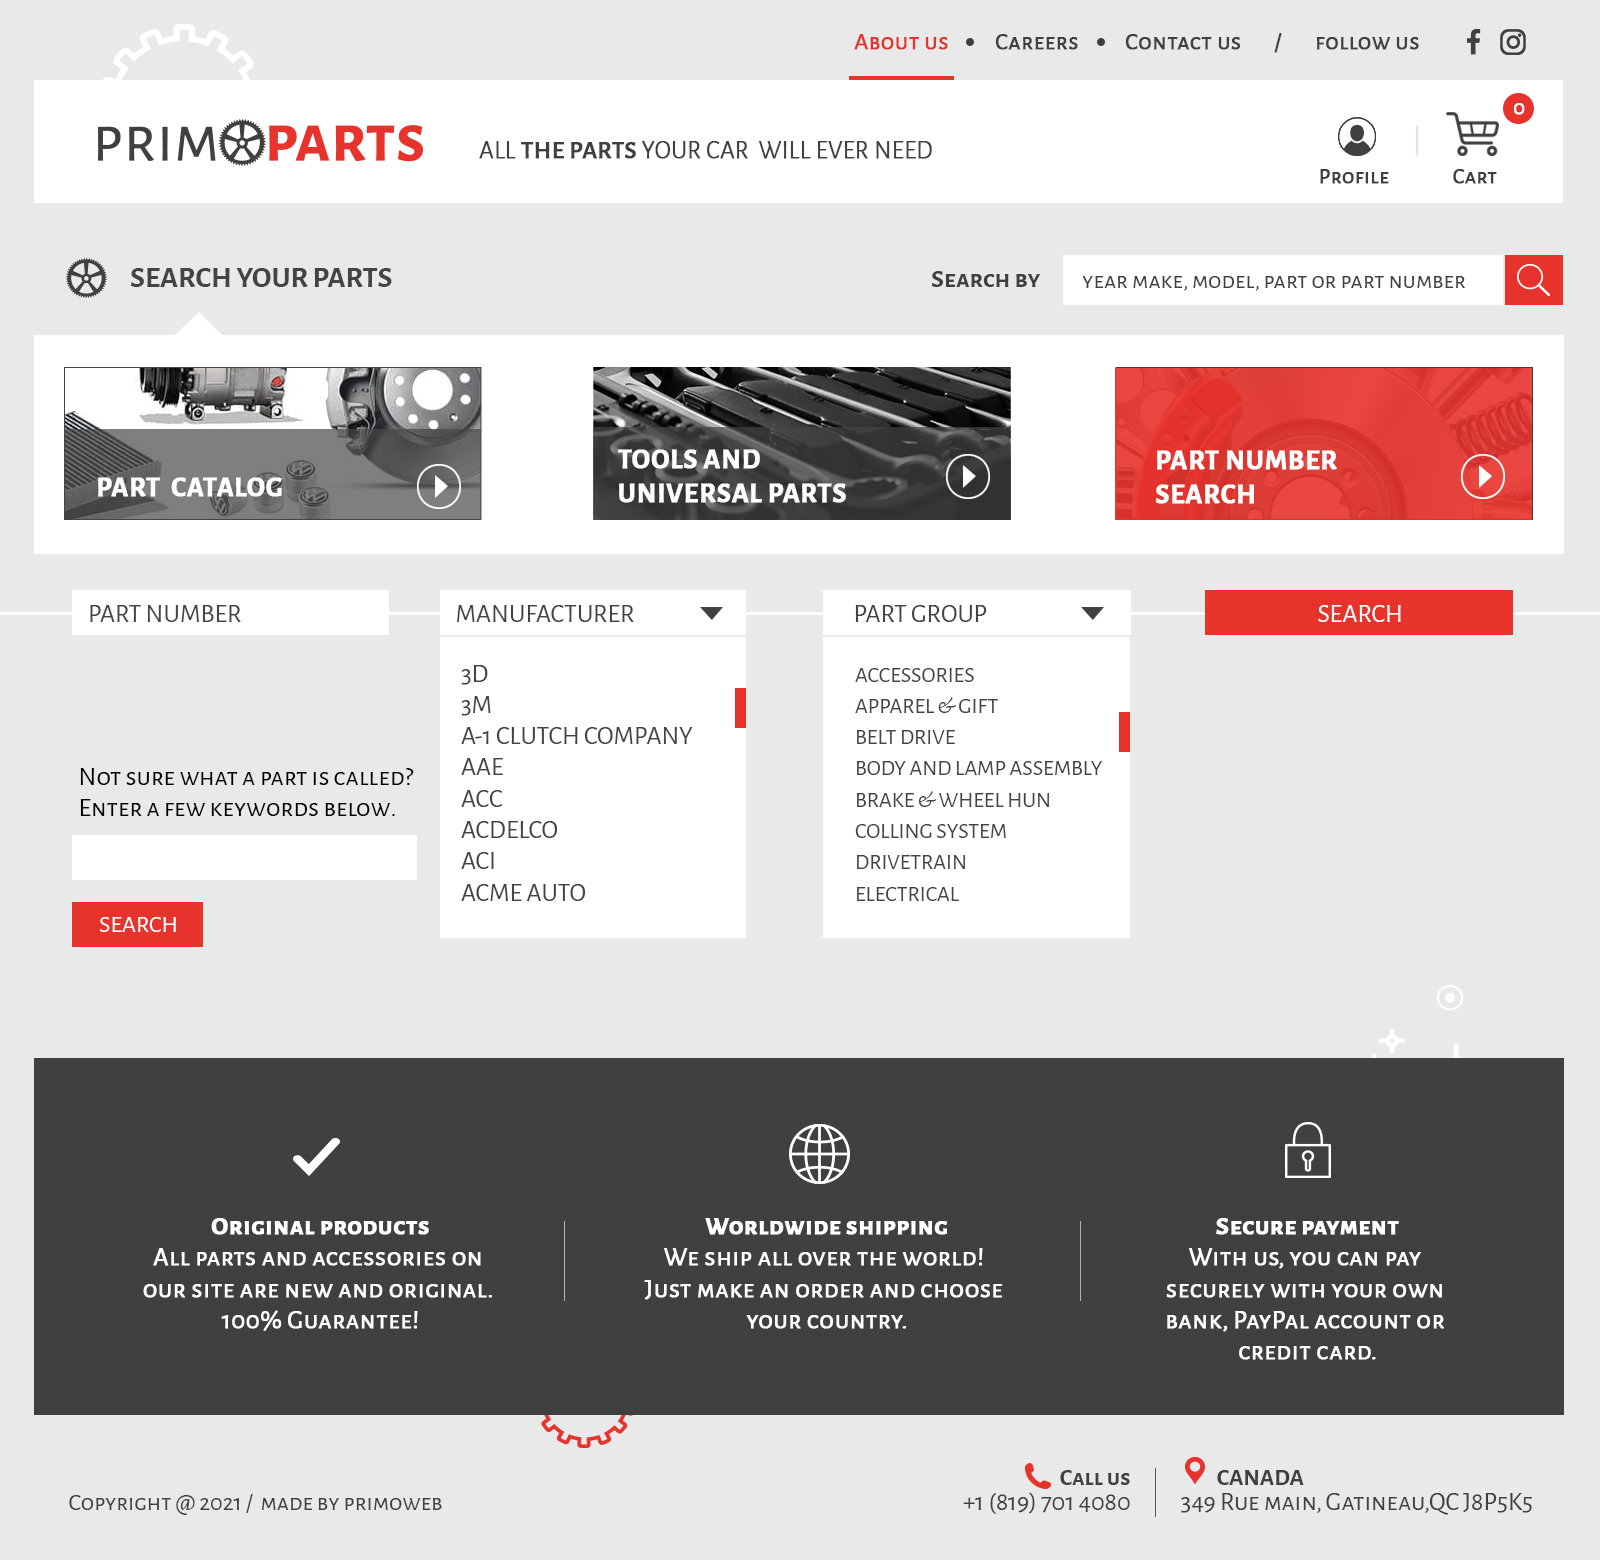 About us • Careers • Contact us / follow us
PRIMOPARTS
ALL THE PARTS YOUR CAR WILL EVER NEED
0
Profile
Cart
SEARCH YOUR PARTS
Search by
year make, model, part or part number
PART CATALOG
TOOLS AND
UNIVERSAL PARTS
PART NUMBER
SEARCH
PART NUMBER
MANUFACTURER
PART GROUP
SEARCH
3D
3M
A-1 CLUTCH COMPANY
AAE
ACC
ACDELCO
ACI
ACME AUTO
ACCESSORIES
APPAREL & GIFT
BELT DRIVE
BODY AND LAMP ASSEMBLY
BRAKE & WHEEL HUN
COLLING SYSTEM
DRIVETRAIN
ELECTRICAL
Not sure what a part is called?
Enter a few keywords below.
SEARCH
Original products
All parts and accessories on
our site are new and original.
100% Guarantee!
Worldwide shipping
We ship all over the world!
Just make an order and choose
your country.
Secure payment
With us, you can pay
securely with your own
bank, PayPal account or
credit card.
Copyright @ 2021 / made by primoweb
Call us
+1 (819) 701 4080
CANADA
349 Rue main, Gatineau,QC J8P5K5